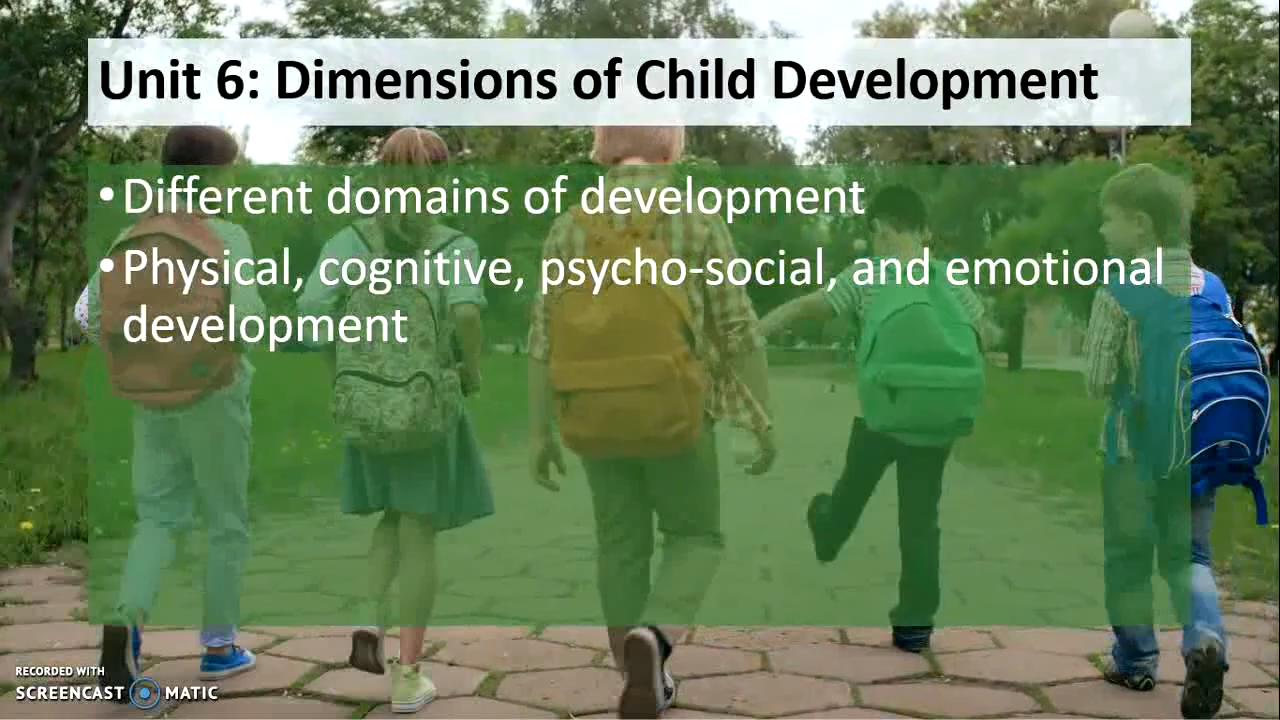 Unit 6: Dimensions of Child Development
•Different domains of development
•Physical, cognitive, psycho-social, and emotional
development
RECORDED WITH
SCREENCAST MATIC